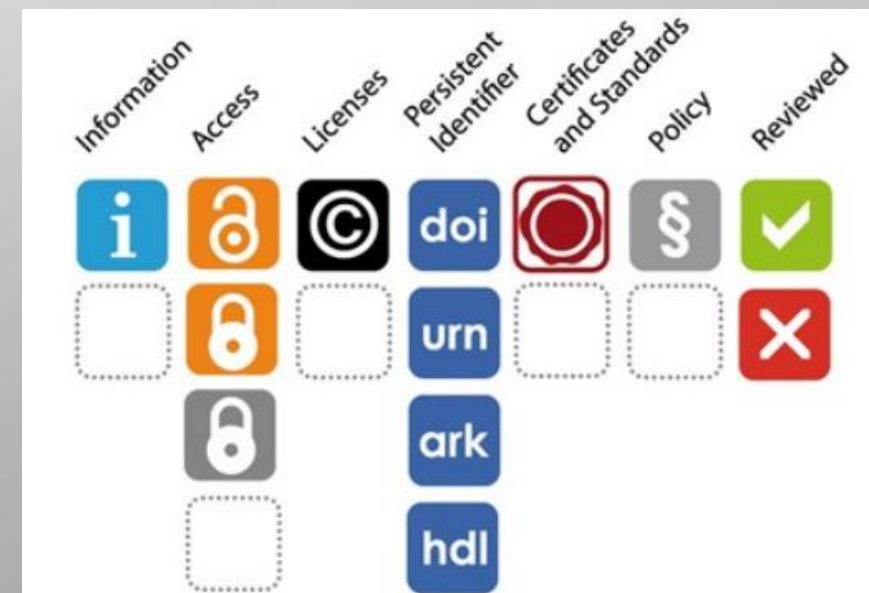 Information
Access
Licenses
Persistent
Identifier
Certificates
and Standards
Policy
Reviewed
i
©
doi
§
urn
ark
hdl